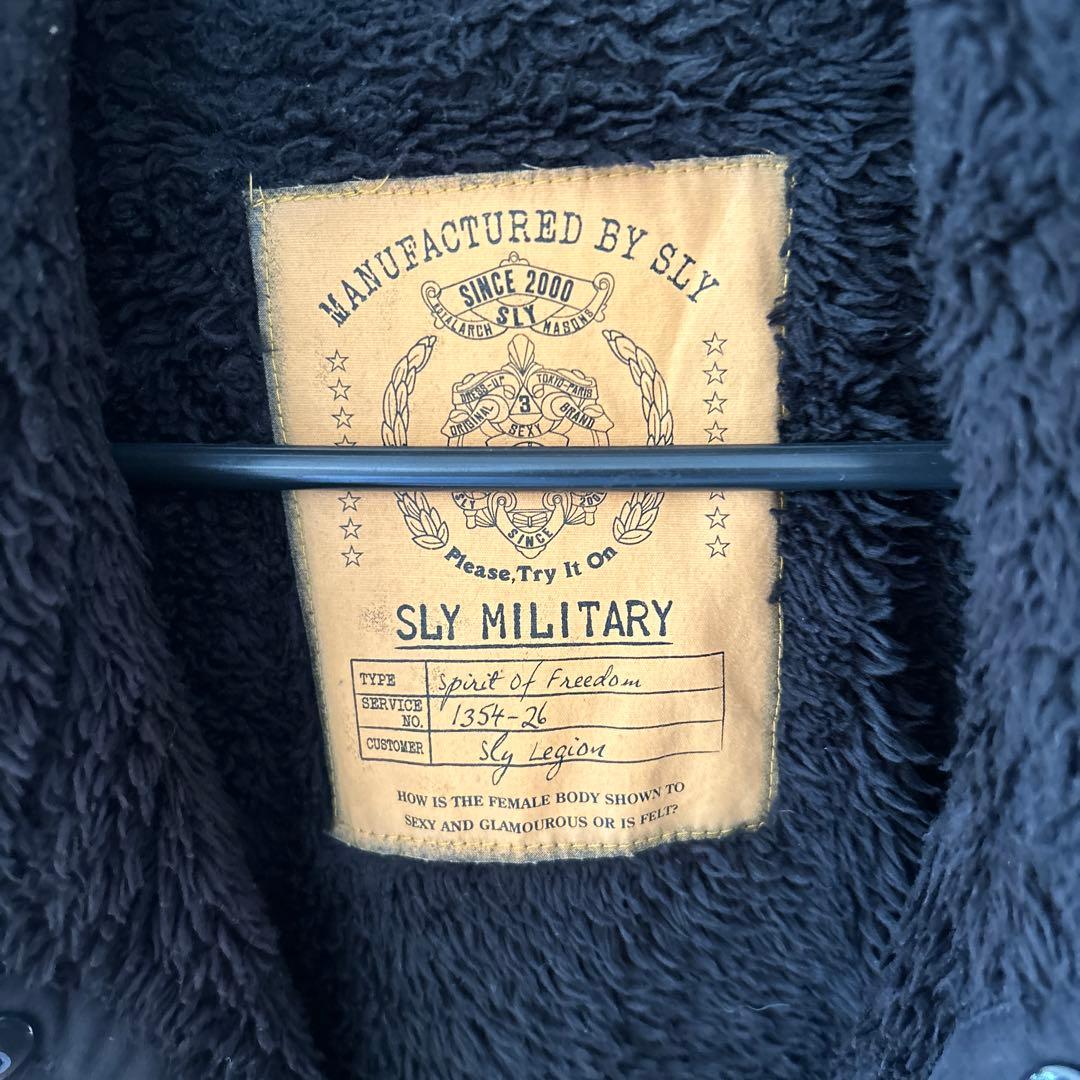 MANUFACTURED BY SLY
SINCE 2000
SLY
MASONS
DRESS-UP
TOKYO-PARIS
3
ORIGINAL
BRAND
SEXY
SLY
200
SINCE
Please, Try It On
SLY MILITARY
TYPE Spirit Of Freedom
SERVICE NO. 1354-26
CUSTOMER Sly Legion
HOW IS THE FEMALE BODY SHOWN TO
SEXY AND GLAMOUROUS OR IS FELT?